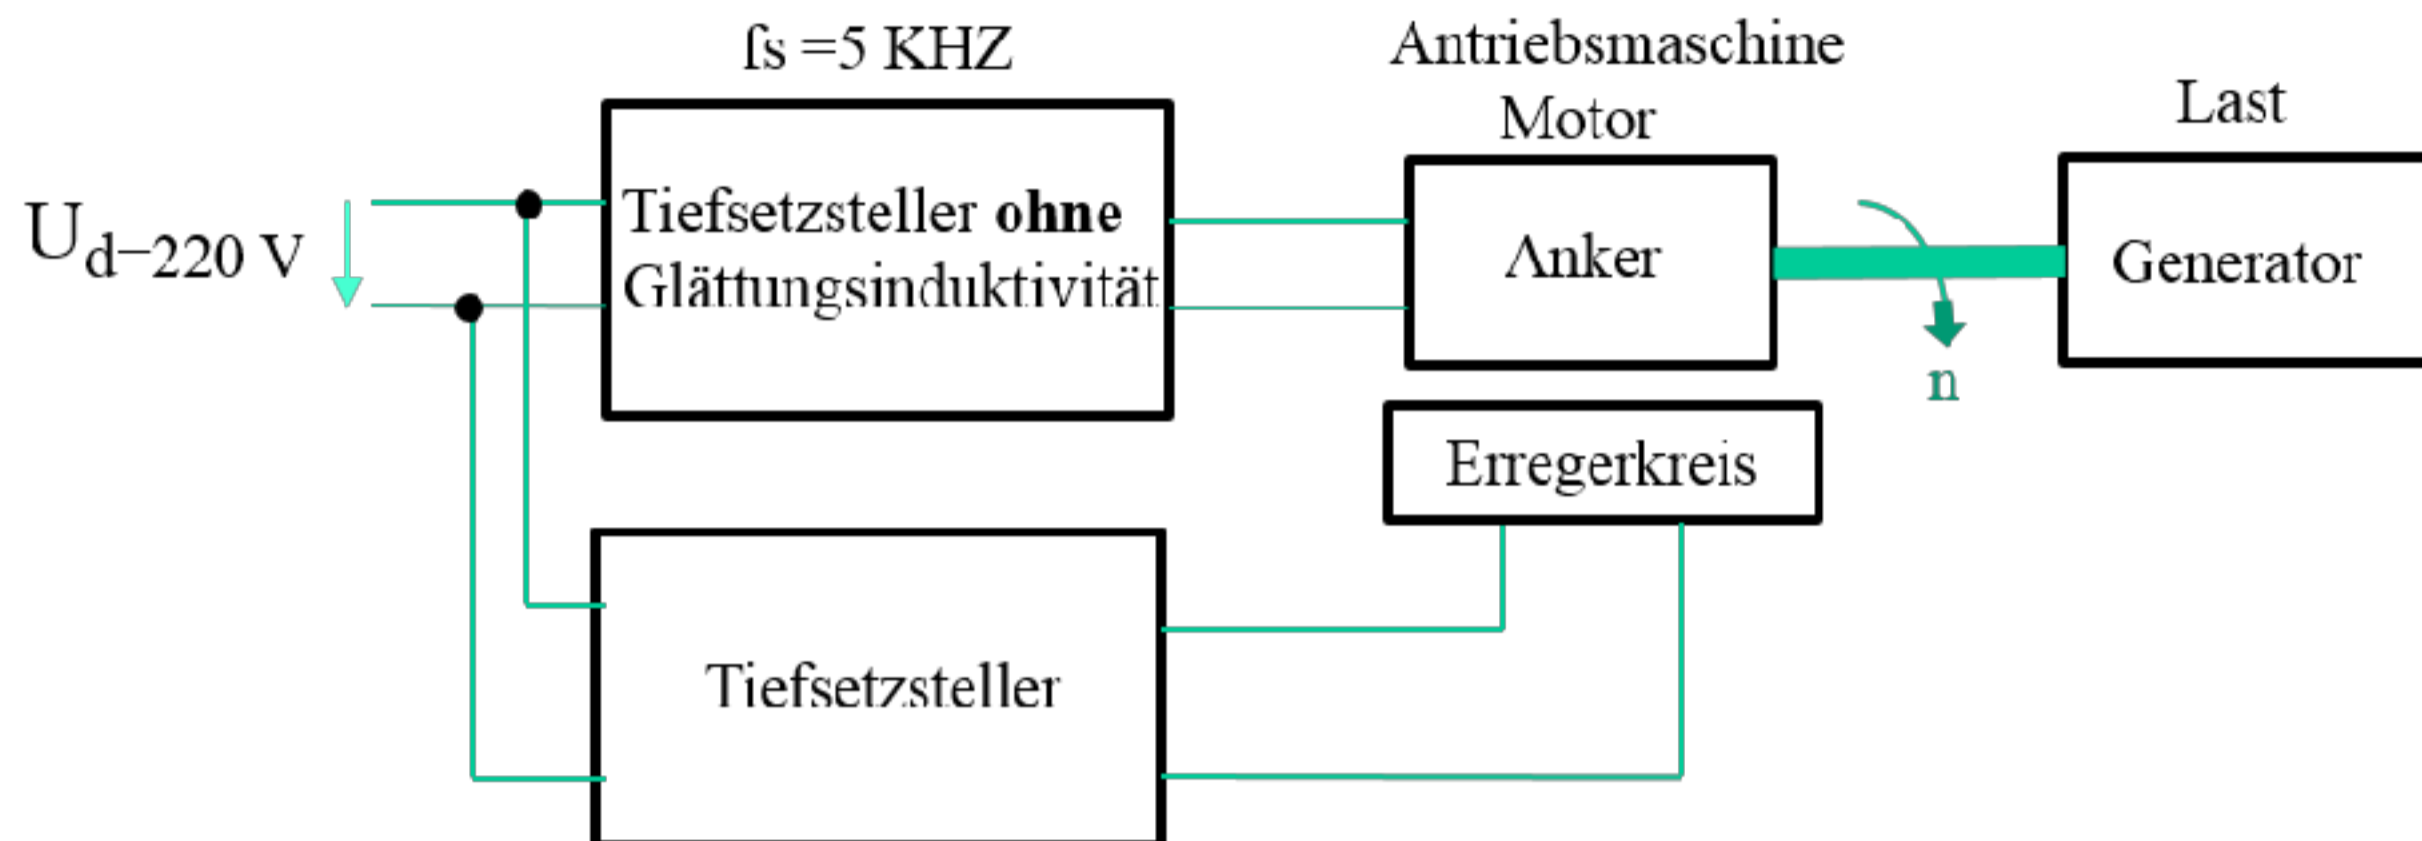 fs =5 KHZ
Antriebsmaschine
Motor
Last
Ud=220 V
Tiefsetzsteller ohne
Glättungsinduktivität
Anker
Generator
n
Erregerkreis
Tiefsetzsteller